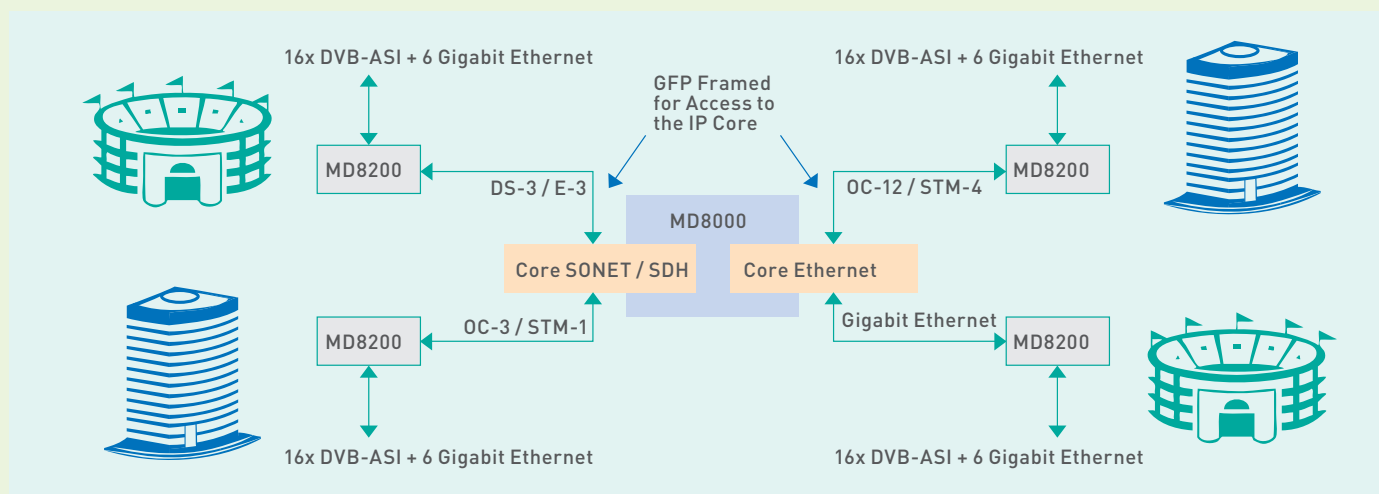 16x DVB-ASI + 6 Gigabit Ethernet
16x DVB-ASI + 6 Gigabit Ethernet
GFP Framed
for Access to
the IP Core
MD8200
MD8200
DS-3 / E-3
OC-12 / STM-4
MD8000
Core SONET / SDH
Core Ethernet
OC-3 / STM-1
Gigabit Ethernet
MD8200
MD8200
16x DVB-ASI + 6 Gigabit Ethernet
16x DVB-ASI + 6 Gigabit Ethernet